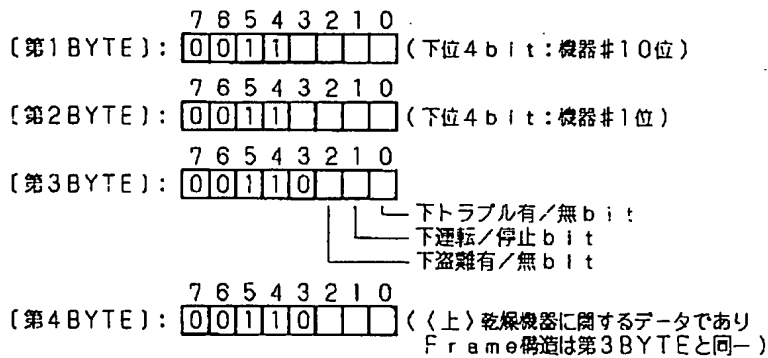 7 6 5 4 3 2 1 0
〔第1BYTE〕: 0 0 1 1 (下位4bit:機器#10位)
7 6 5 4 3 2 1 0
〔第2BYTE〕: 0 0 1 1 (下位4bit:機器#1位)
7 6 5 4 3 2 1 0
〔第3BYTE〕: 0 0 1 1 0
下トラブル有/無bit
下運転/停止bit
下盗難有/無bit
7 6 5 4 3 2 1 0
〔第4BYTE〕: 0 0 1 1 0 (〈上〉乾燥機器に関するデータであり
Frame構造は第3BYTEと同一)